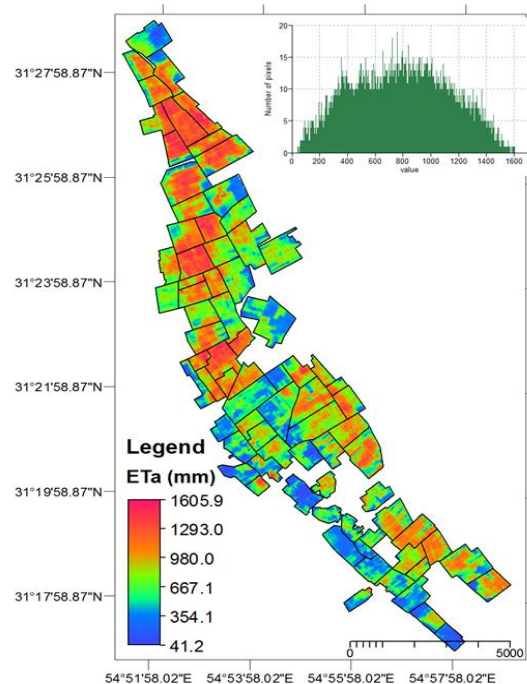 20
15
10
5
0
Number of pixels
0 200 400 600 800 1000 1200 1400 1600
value
31°27'58.87"N
31°25'58.87"N
31°23'58.87"N
31°21'58.87"N
31°19'58.87"N
31°17'58.87"N
Legend
ETa (mm)
1605.9
1293.0
980.0
667.1
354.1
41.2
0 5000
54°51'58.02"E 54°53'58.02"E 54°55'58.02"E 54°57'58.02"E